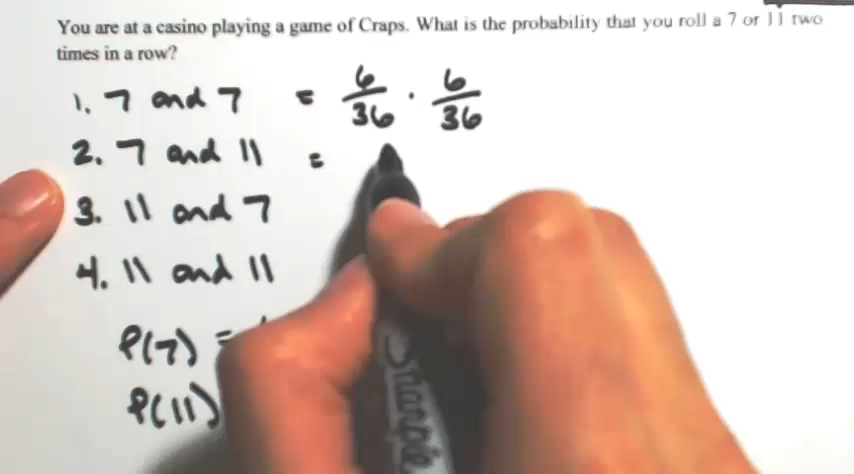 You are at a casino playing a game of Craps. What is the probability that you roll a 7 or 11 two
times in a row?
1. 7 and 7 = 6/36 · 6/36
2. 7 and 11 =
3. 11 and 7
4. 11 and 11
P(7) =
P(11)
Sharpie